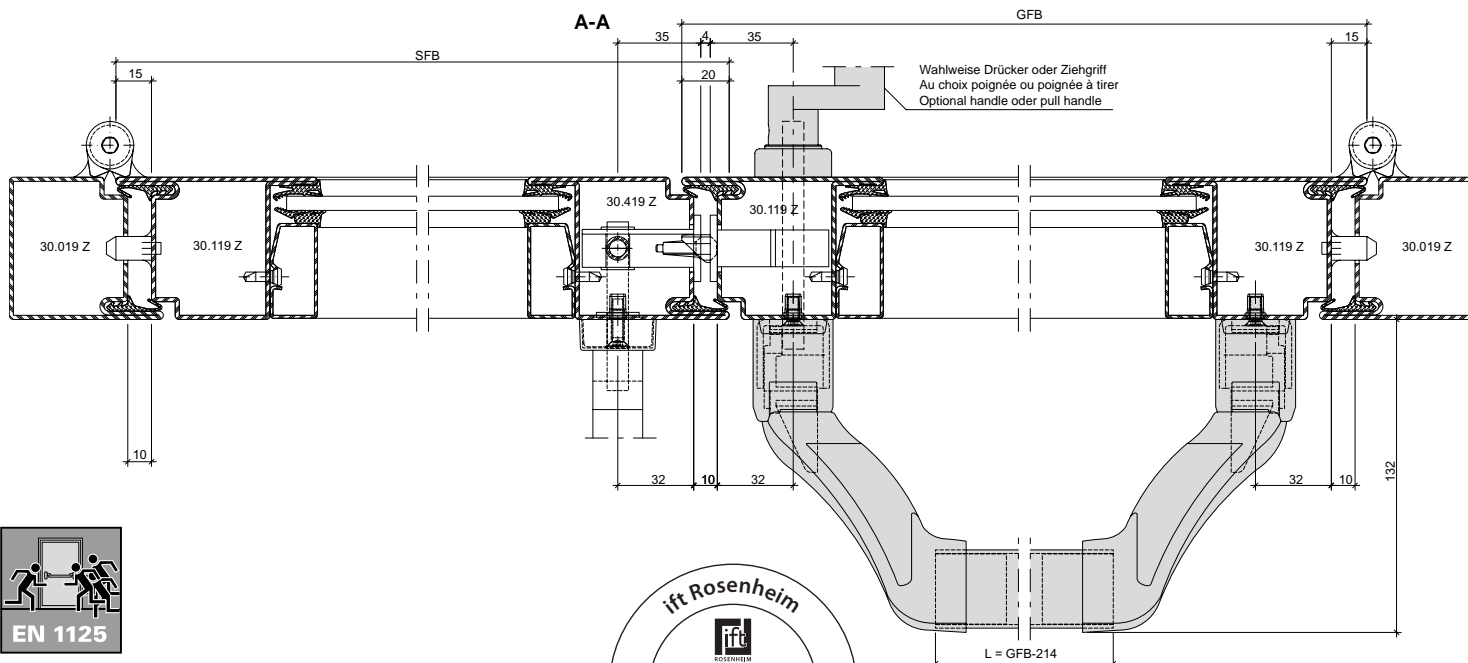 A-A
GFB
35
4
35
15
SFB
15
20
Wahlweise Drücker oder Ziehgriff
Au choix poignée ou poignée à tirer
Optional handle oder pull handle
30.019 Z
30.119 Z
30.419 Z
30.119 Z
30.119 Z
30.019 Z
10
32
10
32
32
10
132
EN 1125
ift Rosenheim
ift
ROSENHEIM
L = GFB-214